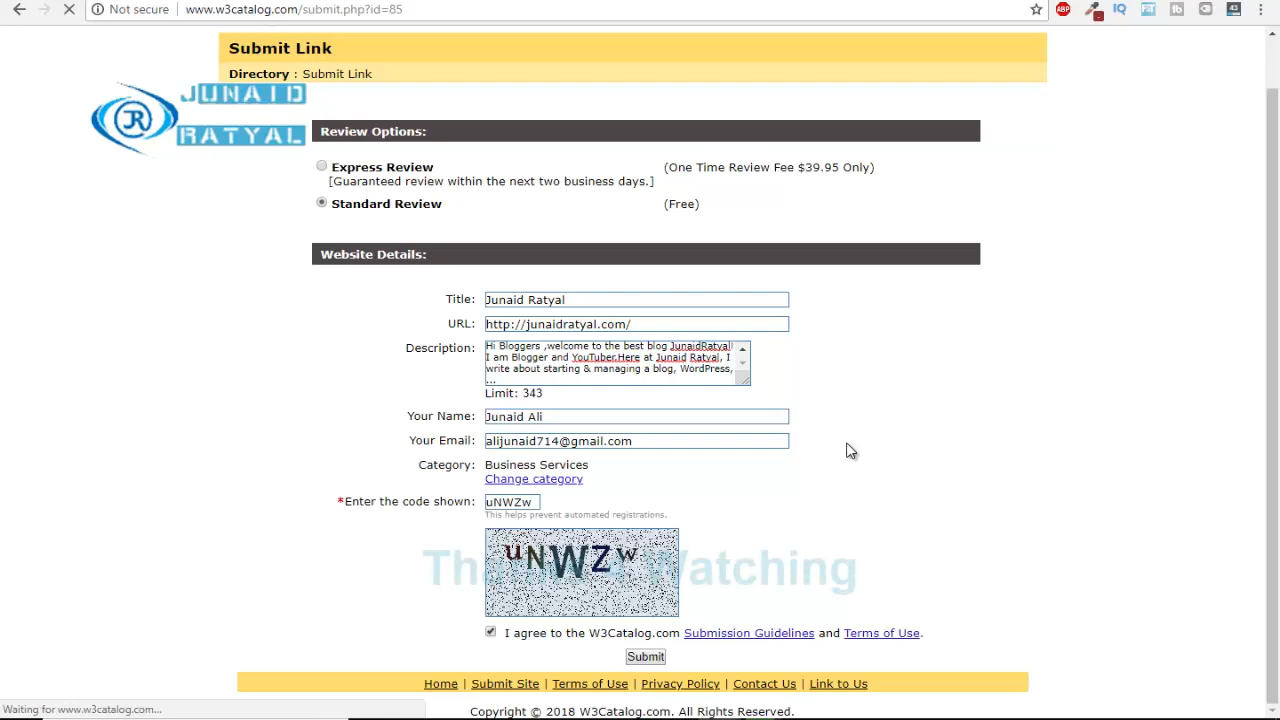 Not secure | www.w3catalog.com/submit.php?id=85
ABP
IQ
43
Submit Link
Directory : Submit Link
JUNAID
RATYAL
JR
Review Options:
Express Review (One Time Review Fee $39.95 Only)
[Guaranteed review within the next two business days.]
Standard Review (Free)
Website Details:
Title: Junaid Ratyal
URL: http://junaidratyal.com/
Description: Hi Bloggers ,welcome to the best blog JunaidRatyal!
I am Blogger and YouTuber.Here at Junaid Ratyal, I
write about starting & managing a blog, WordPress,
...
Limit: 343
Your Name: Junaid Ali
Your Email: alijunaid714@gmail.com
Category: Business Services
Change category
*Enter the code shown: uNWZw
This helps prevent automated registrations.
uNWZw
Watching
I agree to the W3Catalog.com Submission Guidelines and Terms of Use.
Submit
Home | Submit Site | Terms of Use | Privacy Policy | Contact Us | Link to Us
Waiting for www.w3catalog.com...
Copyright © 2018 W3Catalog.com. All Rights Reserved.